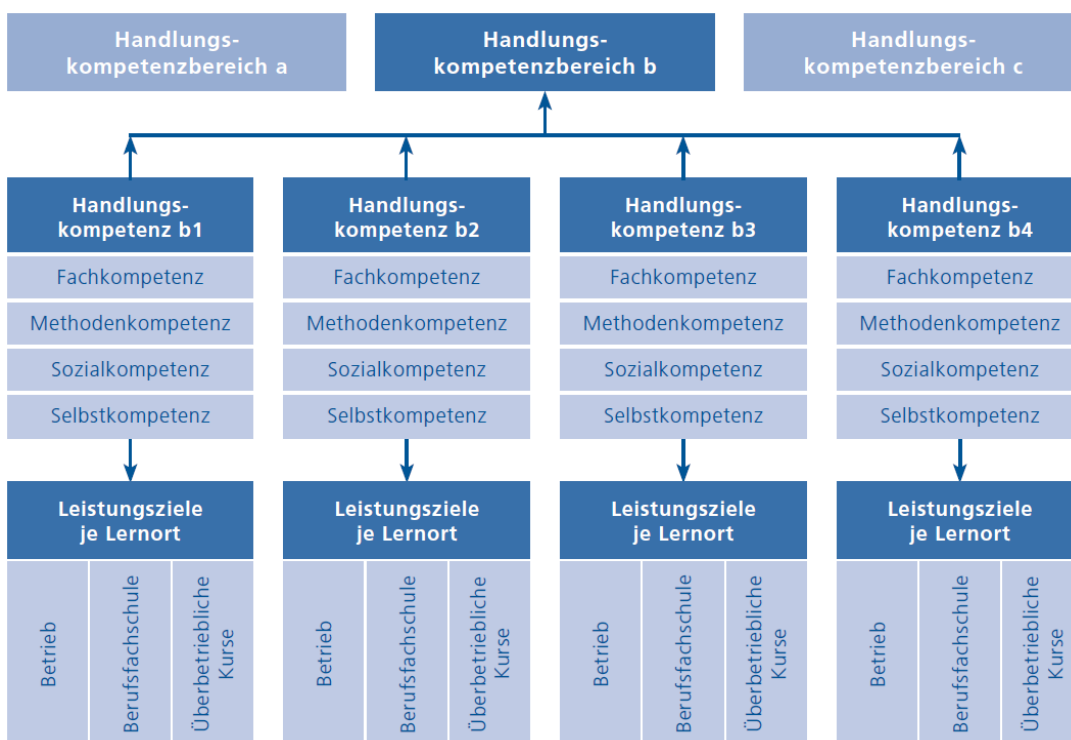 Handlungs-
kompetenzbereich a
Handlungs-
kompetenzbereich b
Handlungs-
kompetenzbereich c
Handlungs-
kompetenz b1
Handlungs-
kompetenz b2
Handlungs-
kompetenz b3
Handlungs-
kompetenz b4
Fachkompetenz
Fachkompetenz
Fachkompetenz
Fachkompetenz
Methodenkompetenz
Methodenkompetenz
Methodenkompetenz
Methodenkompetenz
Sozialkompetenz
Sozialkompetenz
Sozialkompetenz
Sozialkompetenz
Selbstkompetenz
Selbstkompetenz
Selbstkompetenz
Selbstkompetenz
Leistungsziele
je Lernort
Leistungsziele
je Lernort
Leistungsziele
je Lernort
Leistungsziele
je Lernort
Betrieb
Berufsfachschule
Überbetriebliche
Kurse
Betrieb
Berufsfachschule
Überbetriebliche
Kurse
Betrieb
Berufsfachschule
Überbetriebliche
Kurse
Betrieb
Berufsfachschule
Überbetriebliche
Kurse